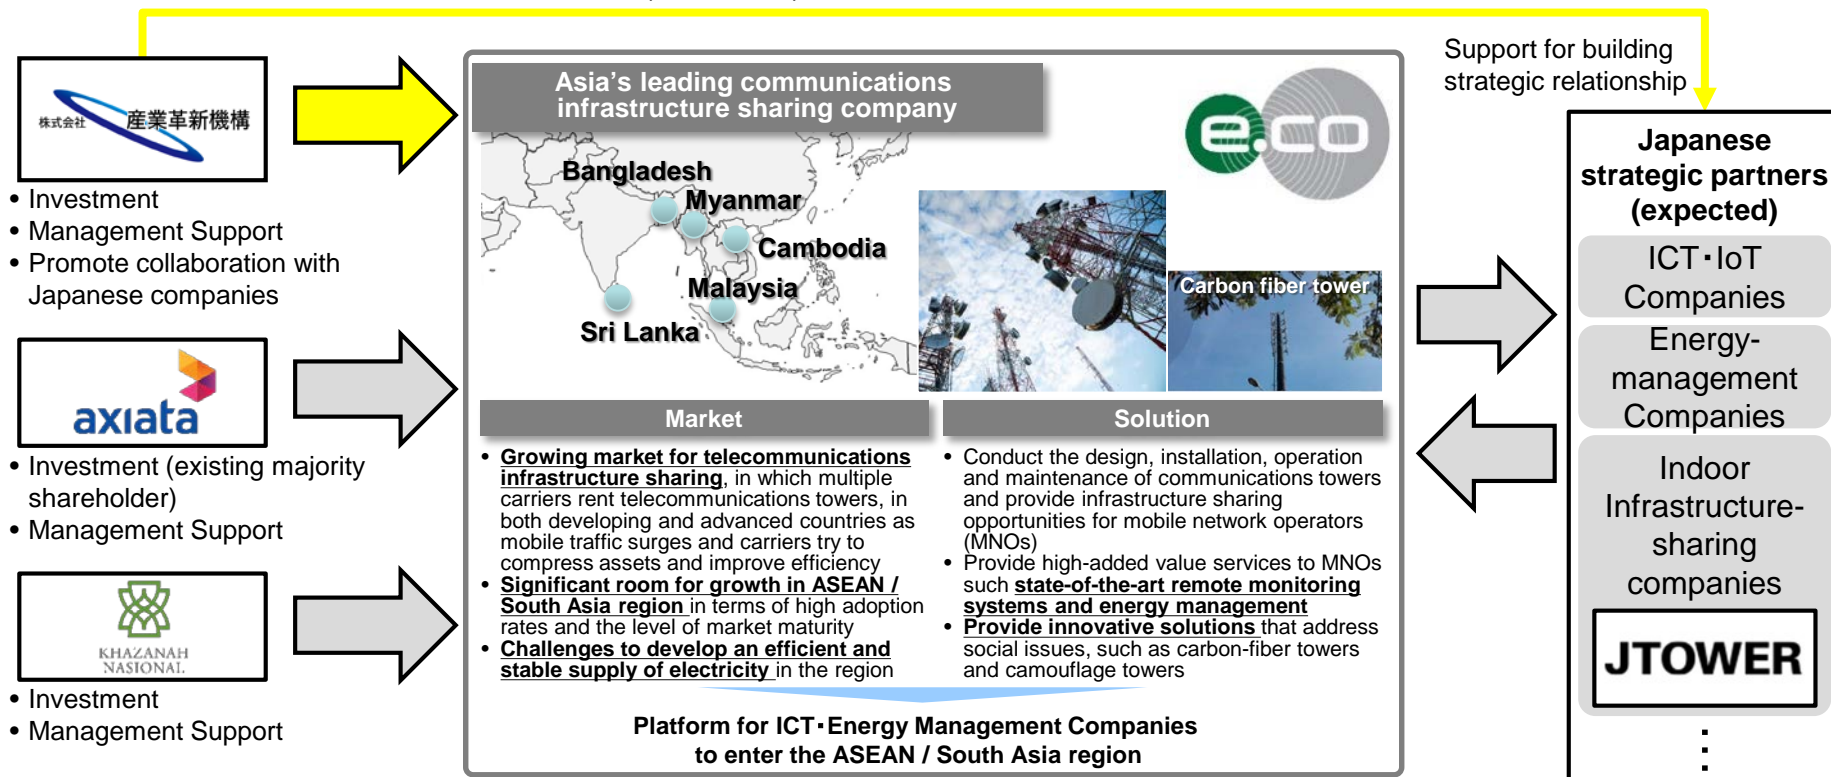 株式会社 産業革新機構
• Investment
• Management Support
• Promote collaboration with
Japanese companies
axiata
• Investment (existing majority
shareholder)
• Management Support
KHAZANAH
NASIONAL
• Investment
• Management Support
Asia's leading communications
infrastructure sharing company
e.co
Bangladesh
Myanmar
Cambodia
Malaysia
Sri Lanka
Carbon fiber tower
Market
• Growing market for telecommunications
infrastructure sharing, in which multiple
carriers rent telecommunications towers, in
both developing and advanced countries as
mobile traffic surges and carriers try to
compress assets and improve efficiency
• Significant room for growth in ASEAN /
South Asia region in terms of high adoption
rates and the level of market maturity
• Challenges to develop an efficient and
stable supply of electricity in the region
Solution
• Conduct the design, installation, operation
and maintenance of communications towers
and provide infrastructure sharing
opportunities for mobile network operators
(MNOs)
• Provide high-added value services to MNOs
such state-of-the-art remote monitoring
systems and energy management
• Provide innovative solutions that address
social issues, such as carbon-fiber towers
and camouflage towers
Platform for ICT･Energy Management Companies
to enter the ASEAN / South Asia region
Support for building
strategic relationship
Japanese
strategic partners
(expected)
ICT･IoT
Companies
Energy-
management
Companies
Indoor
Infrastructure-
sharing
companies
JTOWER